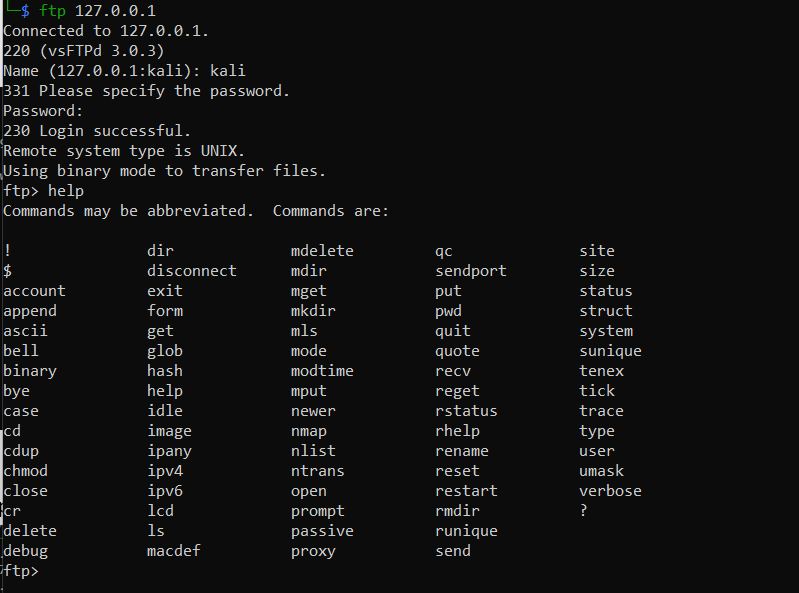 └─$ ftp 127.0.0.1
Connected to 127.0.0.1.
220 (vsFTPd 3.0.3)
Name (127.0.0.1:kali): kali
331 Please specify the password.
Password:
230 Login successful.
Remote system type is UNIX.
Using binary mode to transfer files.
ftp> help
Commands may be abbreviated.  Commands are:

!               dir             mdelete         qc              site
$               disconnect      mdir            sendport        size
account         exit            mget            put             status
append          form            mkdir           pwd             struct
ascii           get             mls             quit            system
bell            glob            mode            quote           sunique
binary          hash            modtime         recv            tenex
bye             help            mput            reget           tick
case            idle            newer           rstatus         trace
cd              image           nmap            rhelp           type
cdup            ipany           nlist           rename          user
chmod           ipv4            ntrans          reset           umask
close           ipv6            open            restart         verbose
cr              lcd             prompt          rmdir           ?
delete          ls              passive         runique
debug           macdef          proxy           send
ftp>